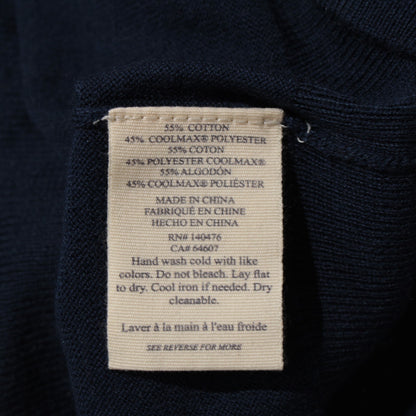 55% COTTON
45% COOLMAX® POLYESTER
55% COTON
45% POLYESTER COOLMAX®
55% ALGODÓN
45% COOLMAX® POLIÉSTER
MADE IN CHINA
FABRIQUÉ EN CHINE
HECHO EN CHINA
RN# 140476
CA# 64607
Hand wash cold with like
colors. Do not bleach. Lay flat
to dry. Cool iron if needed. Dry
cleanable.
Laver à la main à l'eau froide
SEE REVERSE FOR MORE